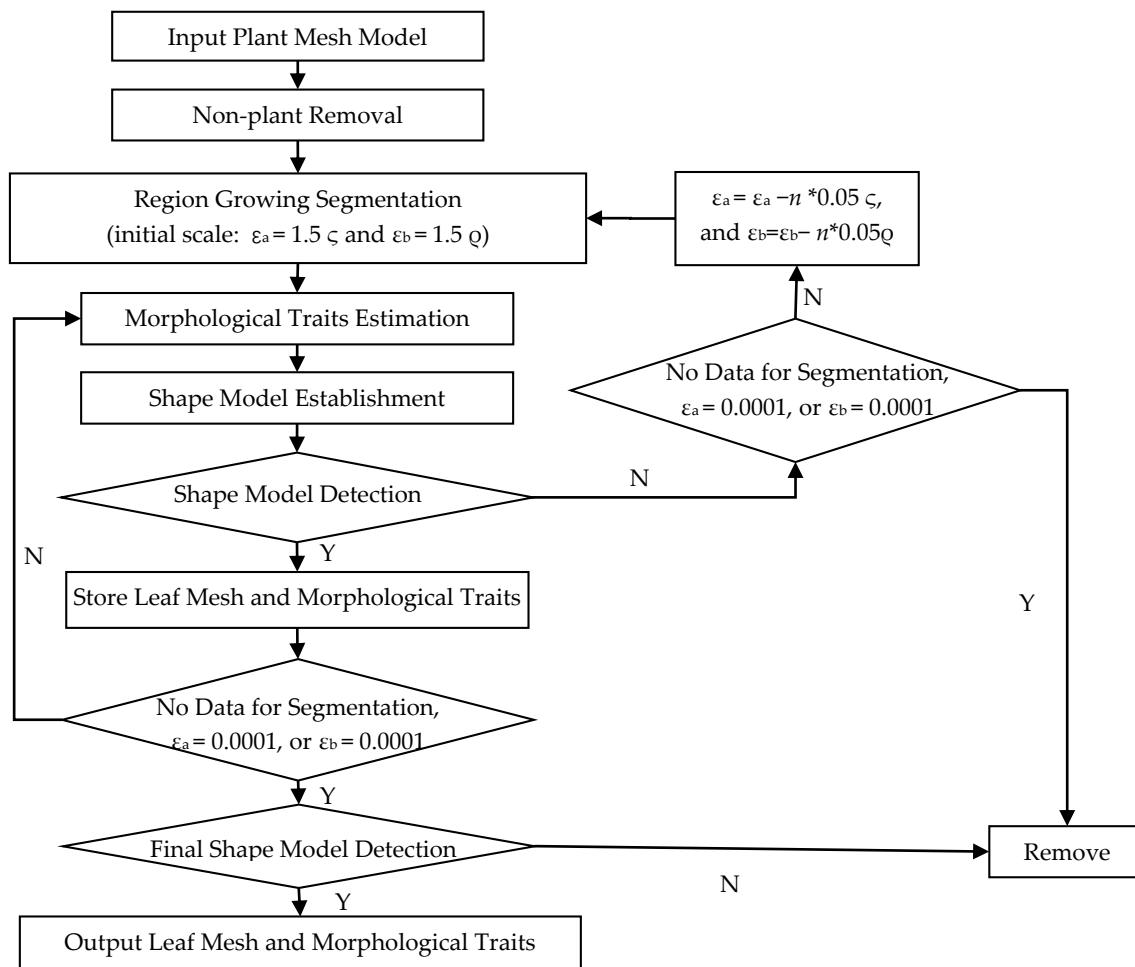 Input Plant Mesh Model
Non-plant Removal
Region Growing Segmentation
(initial scale: εa = 1.5 ς and εb = 1.5 ϱ)
εa = εa −n *0.05 ς,
and εb=εb− n*0.05ϱ
N
Morphological Traits Estimation
Shape Model Establishment
No Data for Segmentation,
εa = 0.0001, or εb = 0.0001
Shape Model Detection
N
Y
N
Store Leaf Mesh and Morphological Traits
Y
No Data for Segmentation,
εa = 0.0001, or εb = 0.0001
Y
Final Shape Model Detection
Remove
N
Y
Output Leaf Mesh and Morphological Traits